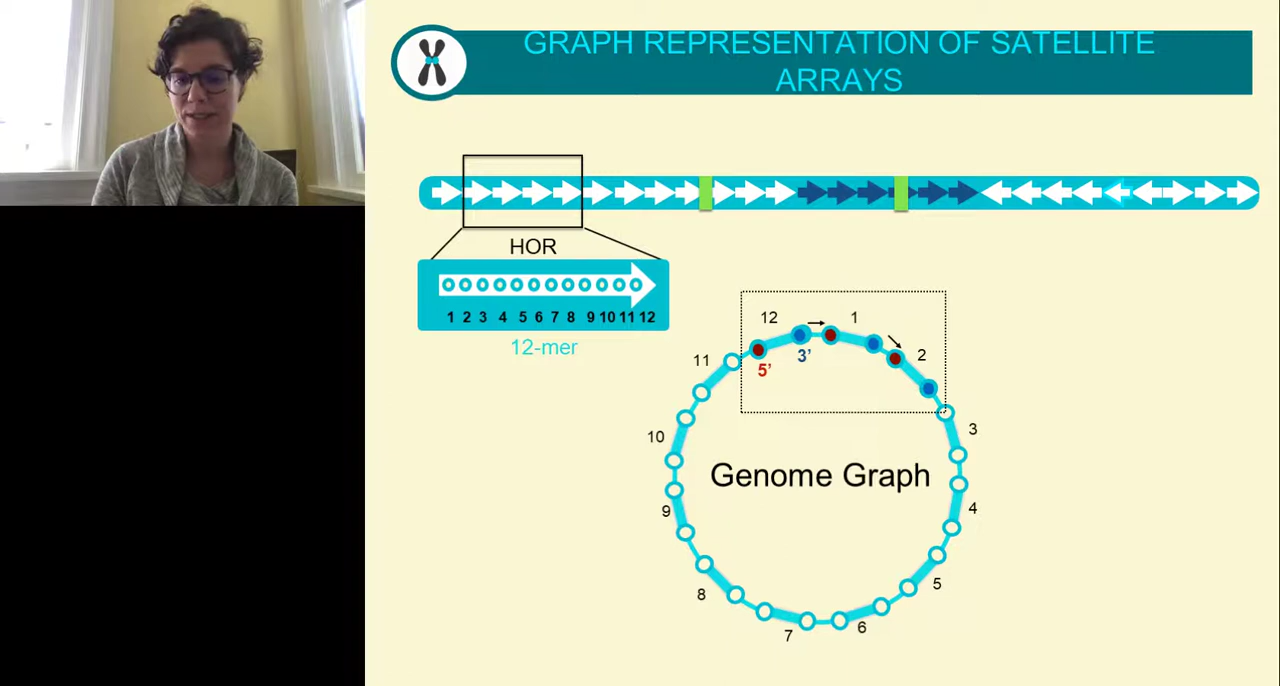 GRAPH REPRESENTATION OF SATELLITE
ARRAYS
HOR
1 2 3 4 5 6 7 8 9 10 11 12
12-mer
12
1
2
3
4
5
6
7
8
9
10
11
5’
3’
Genome Graph